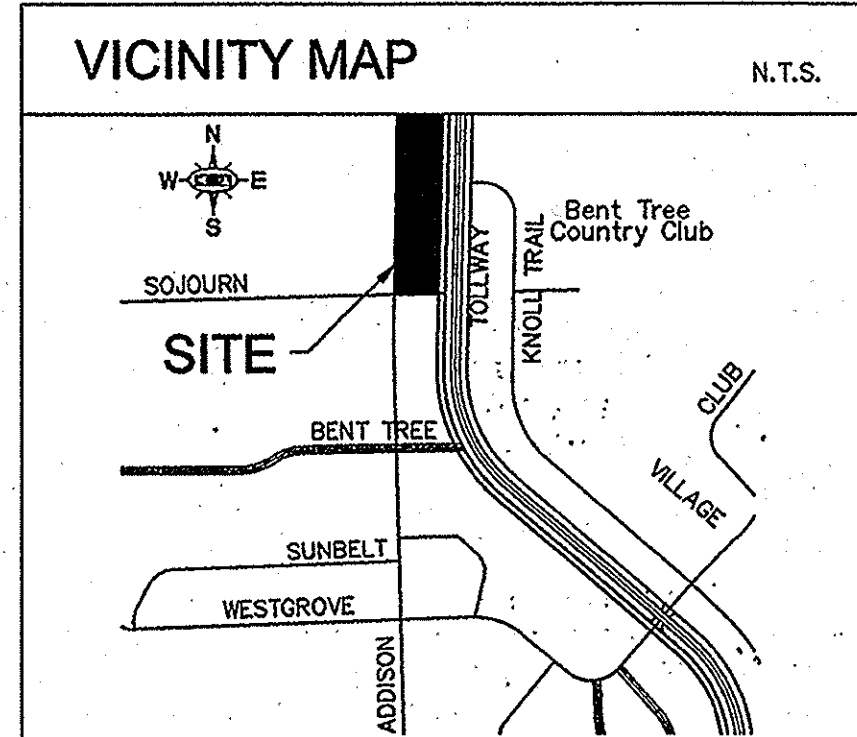 VICINITY MAP
N.T.S.
N
W E
S
Bent Tree
Country Club
TOLLWAY
KNOLL TRAIL
SOJOURN
SITE
CLUB
BENT TREE
VILLAGE
SUNBELT
WESTGROVE
ADDISON